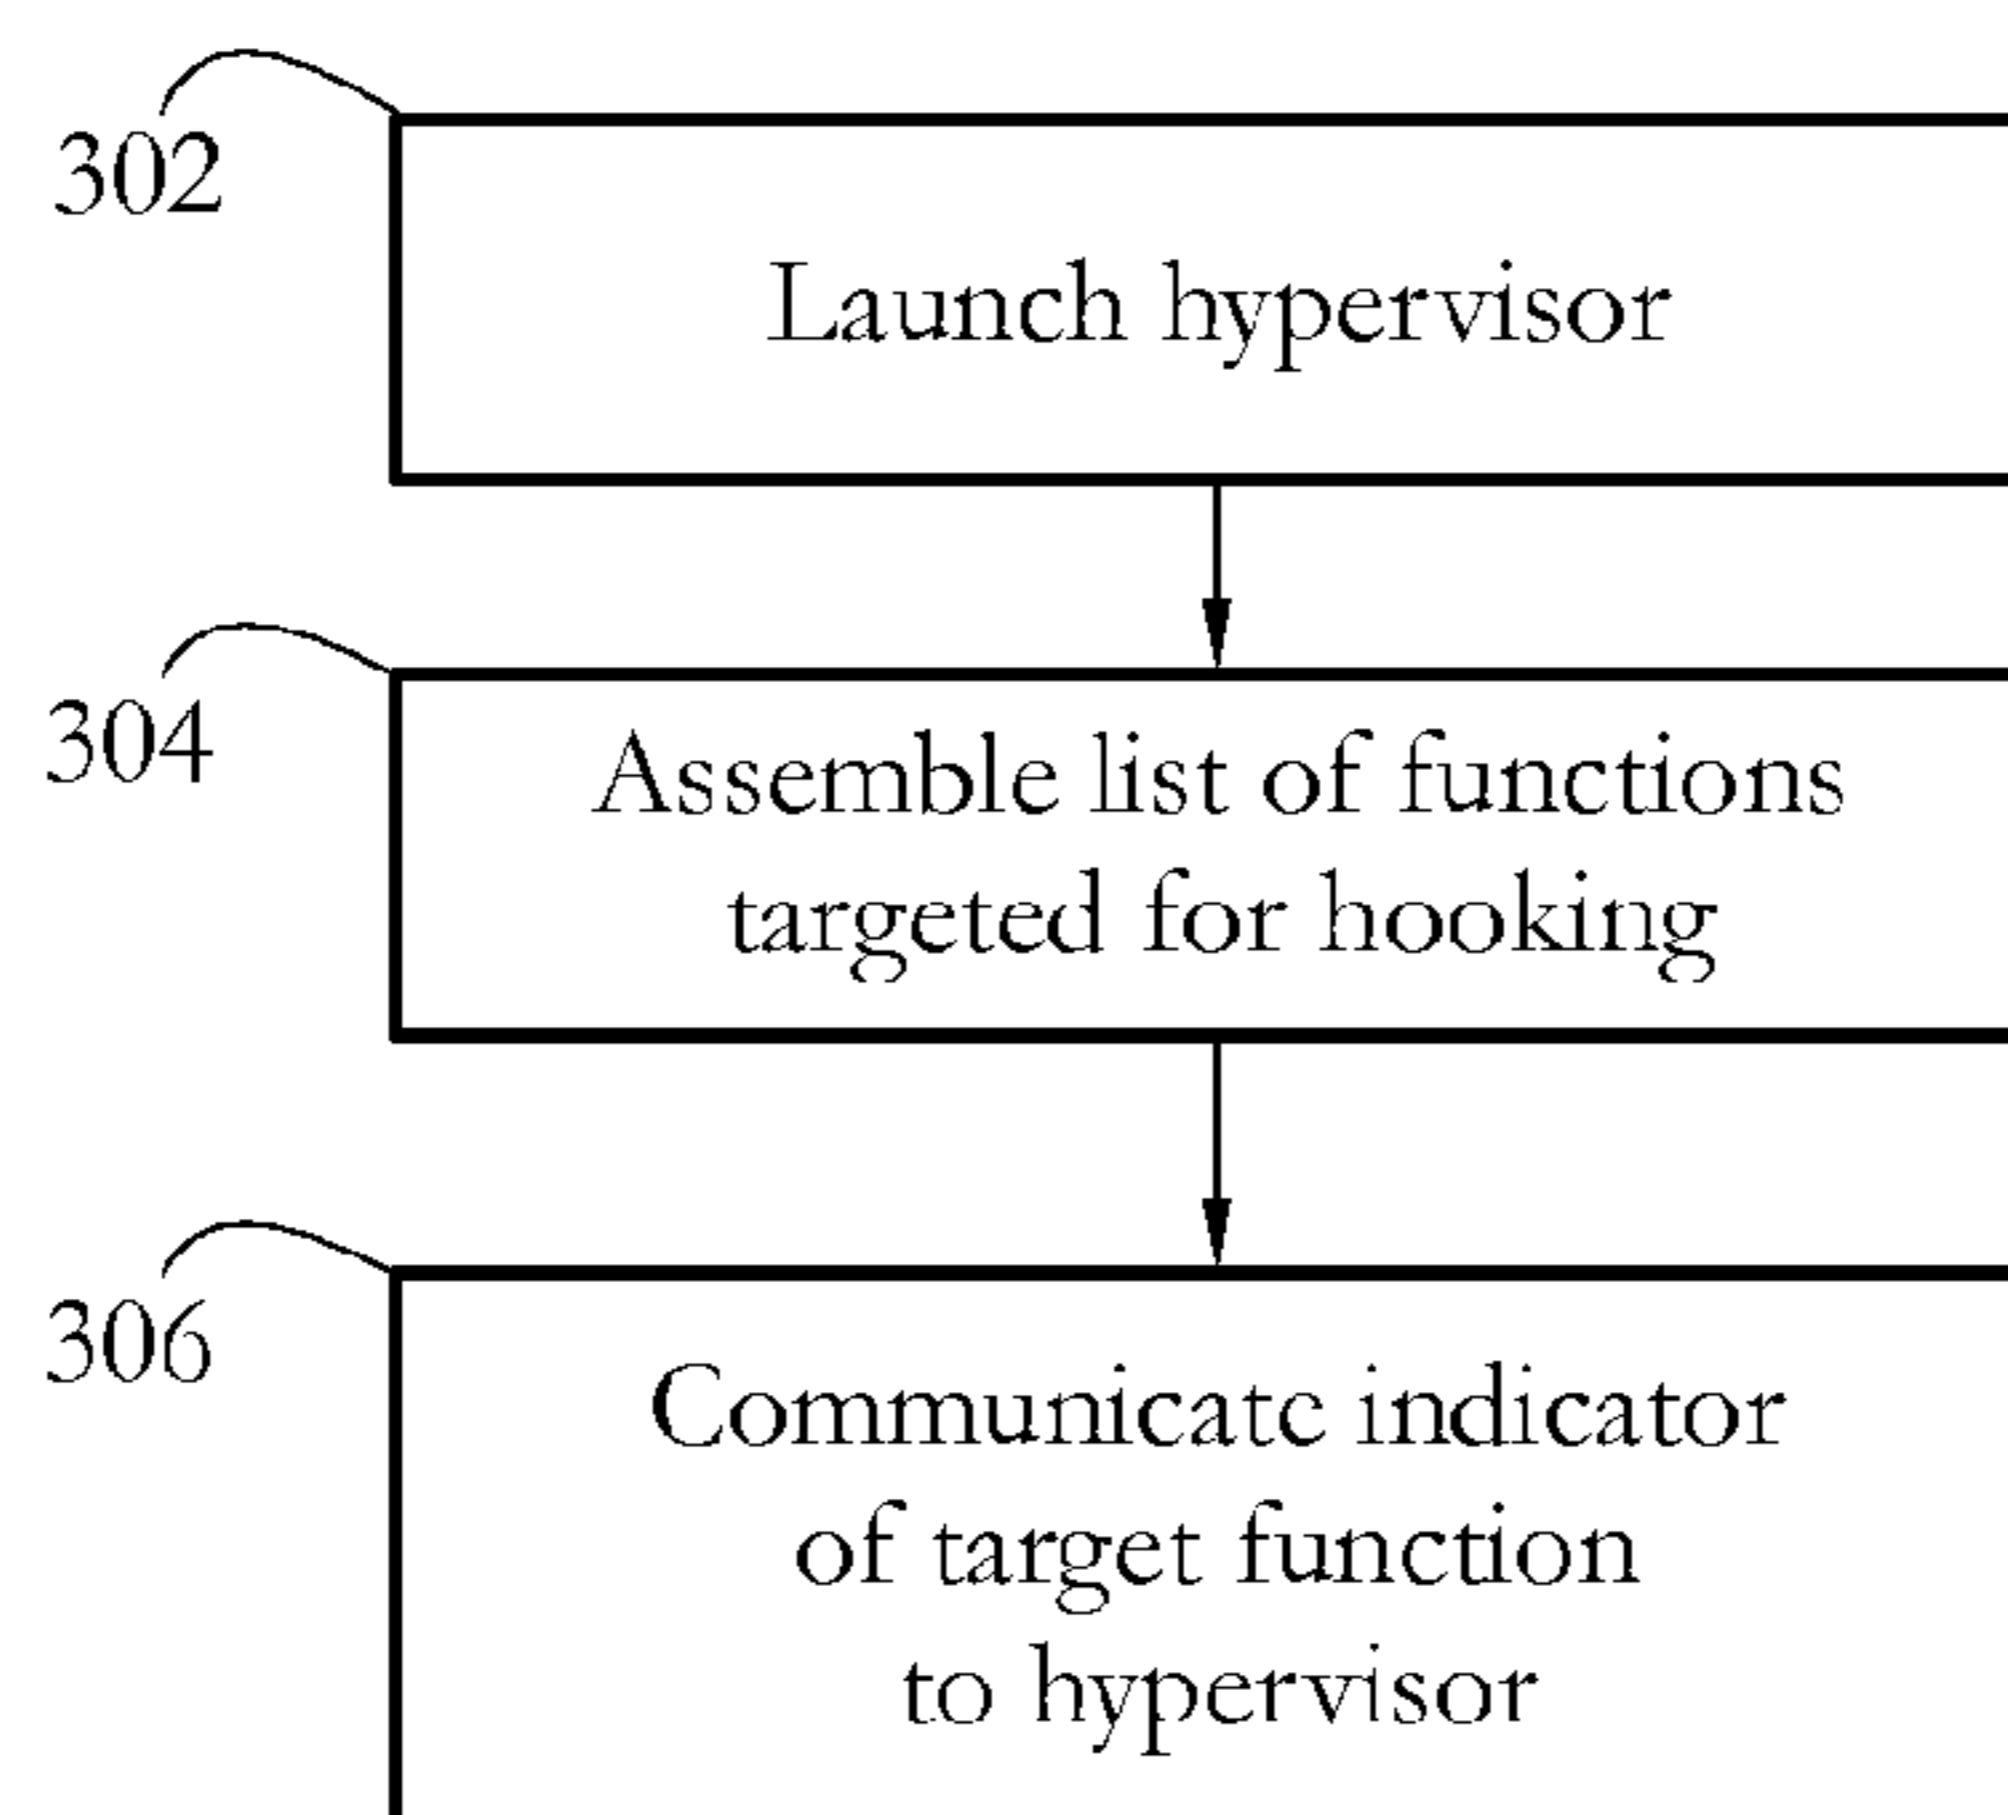 302
Launch hypervisor
304
Assemble list of functions
targeted for hooking
306
Communicate indicator
of target function
to hypervisor